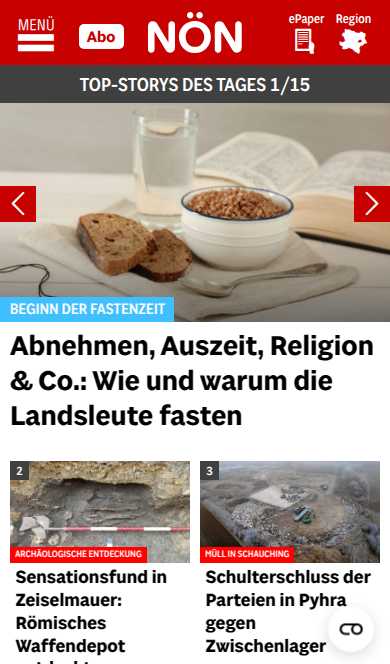 MENÜ
Abo
NÖN
ePaper
Region
TOP-STORYS DES TAGES 1/15
BEGINN DER FASTENZEIT
Abnehmen, Auszeit, Religion
& Co.: Wie und warum die
Landsleute fasten
2
ARCHÄOLOGISCHE ENTDECKUNG
Sensationsfund in
Zeiselmauer:
Römisches
Waffendepot
3
MÜLL IN SCHAUCHING
Schulterschluss der
Parteien in Pyhra
gegen
Zwischenlager